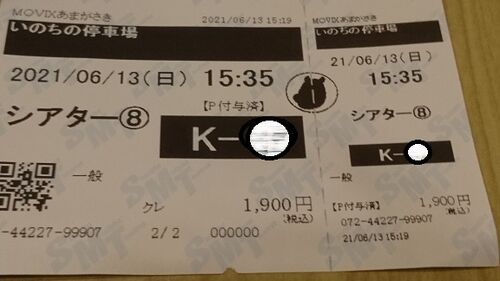 MOVIXあまがさき 2021/06/13 15:19
いのちの停車場
2021/06/13(日) 15:35
【P付与済】
シアター⑧
K-
一般
クレ 1,900円
(税込)
-44227-99907 2/2 000000
MOVIXあまがさき
いのちの停車場
21/06/13(日)
15:35
シアター⑧
K-
一般
【P付与済】 1,900円
(税込)
072-44227-99907
21/06/13 15:19
SMT